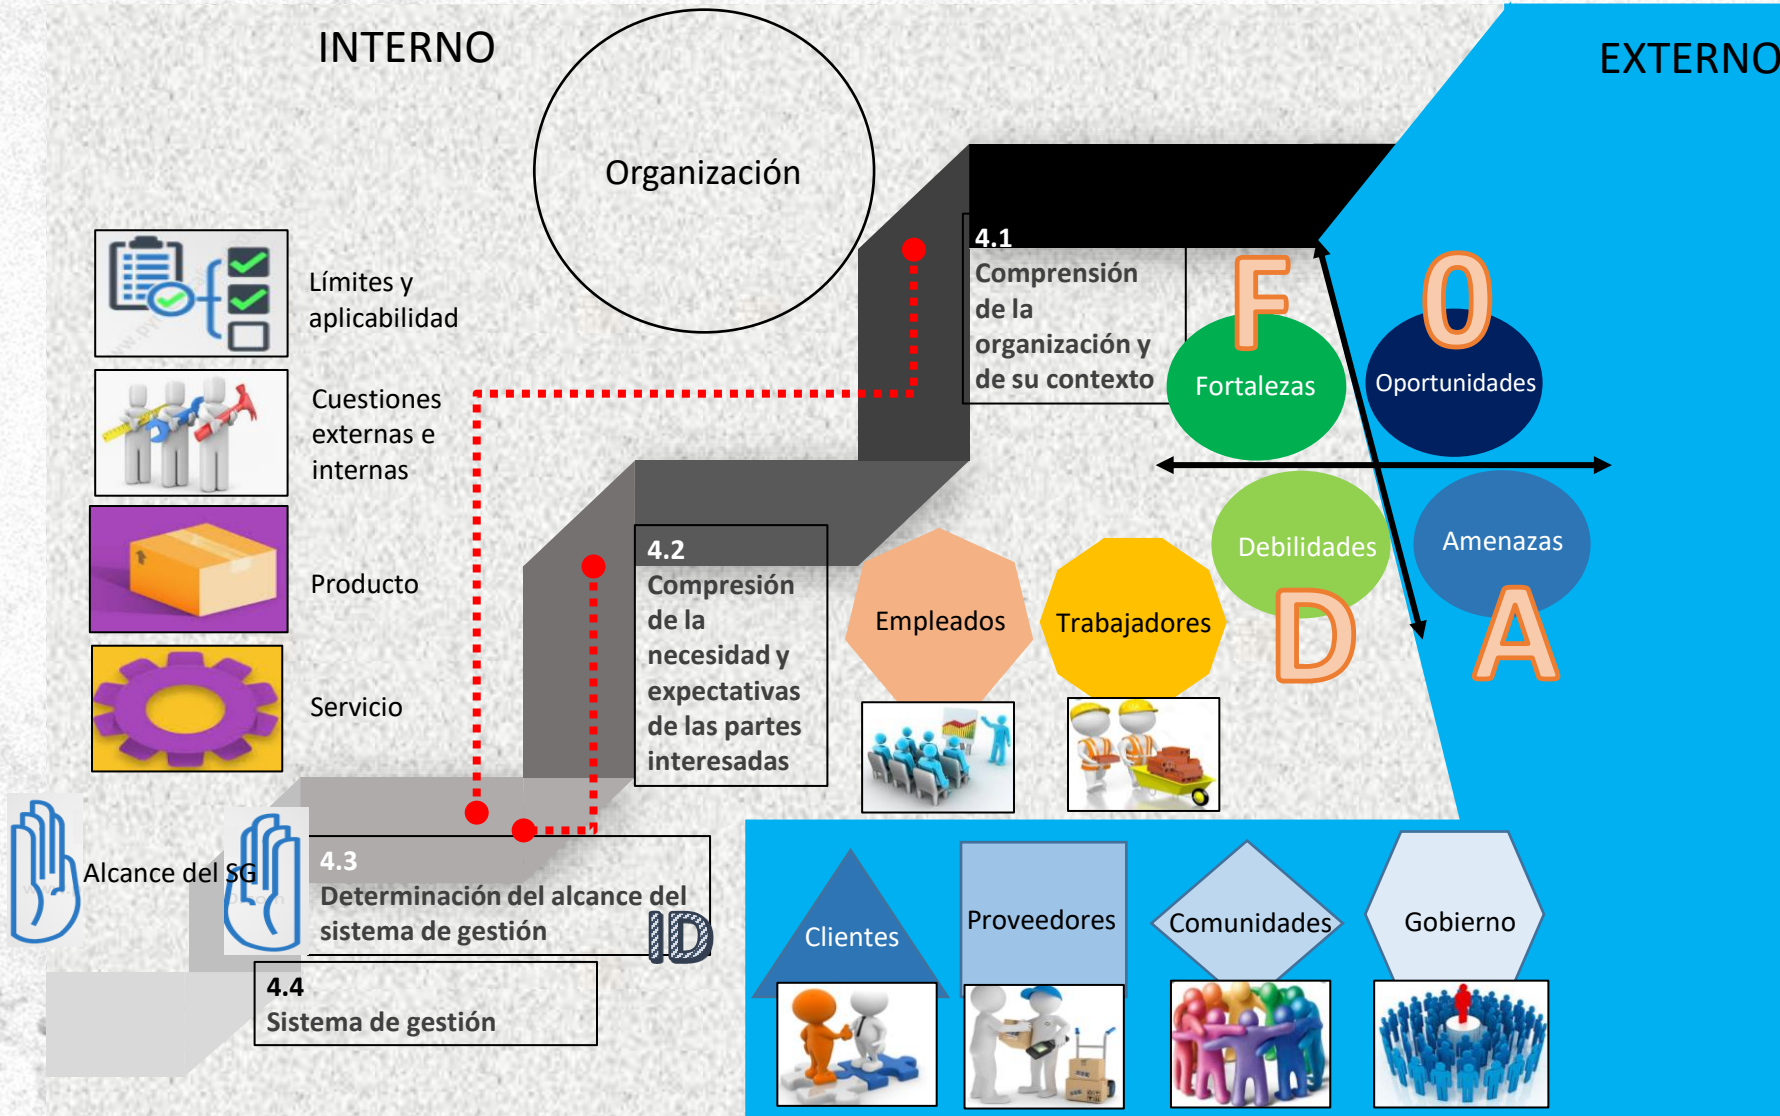 INTERNO
EXTERNO
Organización
Límites y
aplicabilidad
Cuestiones
externas e
internas
Producto
Servicio
Alcance del SG
4.1
Comprensión
de la
organización y
de su contexto
F
O
Fortalezas
Oportunidades
Debilidades
Amenazas
D
A
4.2
Compresión
de la
necesidad y
expectativas
de las partes
interesadas
Empleados
Trabajadores
4.3
Determinación del alcance del
sistema de gestión
ID
4.4
Sistema de gestión
Clientes
Proveedores
Comunidades
Gobierno